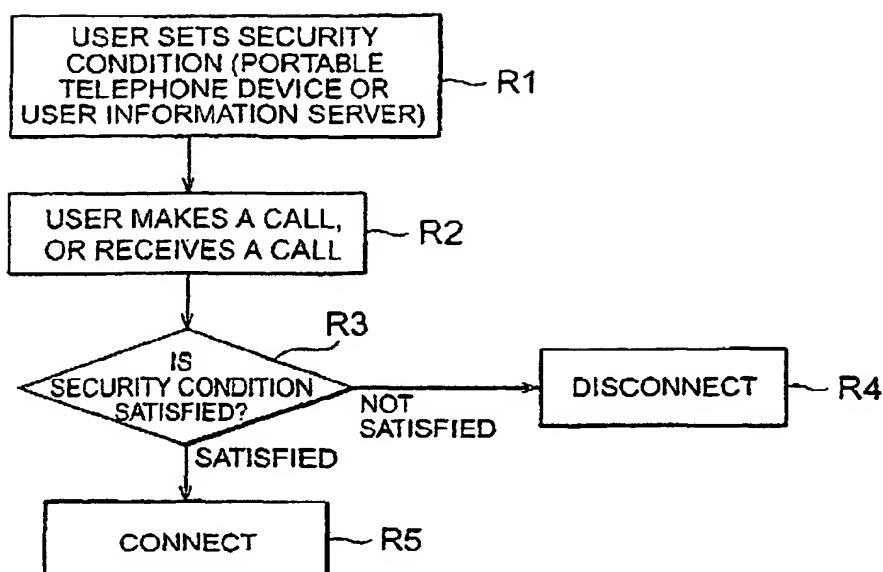 USER SETS SECURITY
CONDITION (PORTABLE
TELEPHONE DEVICE OR
USER INFORMATION SERVER)
R1
USER MAKES A CALL,
OR RECEIVES A CALL
R2
R3
IS
SECURITY CONDITION
SATISFIED?
NOT
SATISFIED
DISCONNECT
R4
SATISFIED
CONNECT
R5